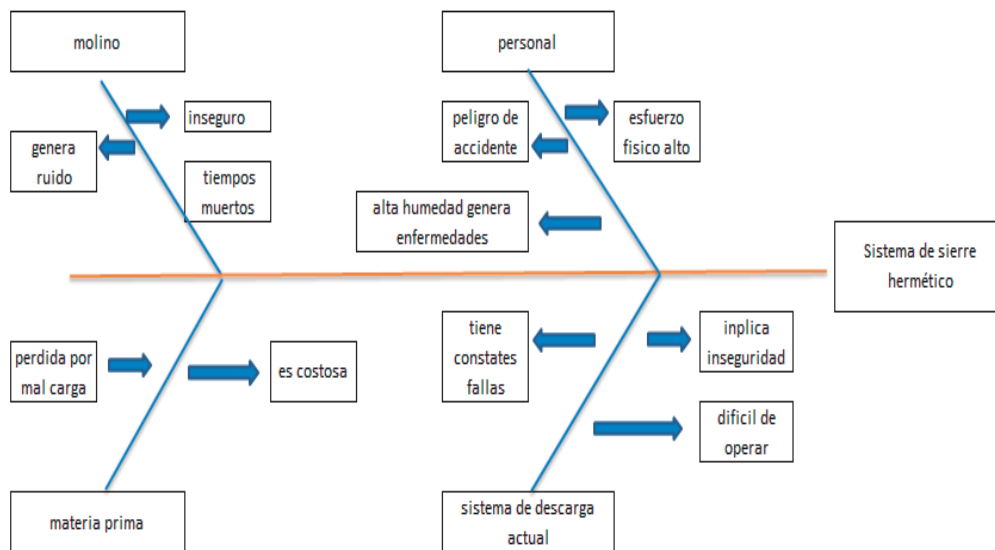 molino
personal
inseguro
genera
ruido
tiempos
muertos
peligro de
accidente
esfuerzo
fisico alto
alta humedad genera
enfermedades
Sistema de sierre
hermético
perdida por
mal carga
es costosa
tiene
constates
fallas
inplica
inseguridad
dificil de
operar
materia prima
sistema de descarga
actual